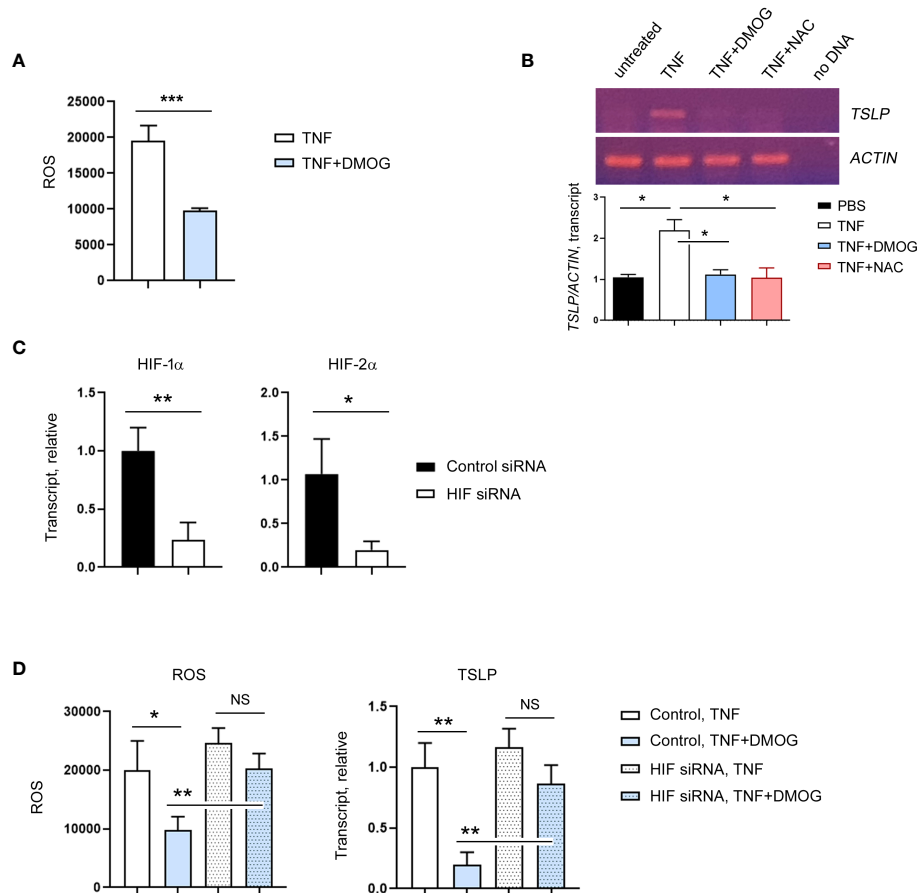 A
***
25000
20000
15000
10000
5000
0
ROS
TNF
TNF+DMOG
B
untreated
TNF
TNF+DMOG
TNF+NAC
no DNA
TSLP
ACTIN
3
2
1
0
TSLP/ACTIN, transcript
*
*
*
PBS
TNF
TNF+DMOG
TNF+NAC
C
HIF-1α
1.5
1.0
0.5
0.0
Transcript, relative
**
HIF-2α
2.0
1.5
1.0
0.5
0.0
*
Control siRNA
HIF siRNA
D
ROS
30000
20000
10000
0
ROS
*
**
NS
TSLP
1.5
1.0
0.5
0.0
Transcript, relative
**
**
NS
Control, TNF
Control, TNF+DMOG
HIF siRNA, TNF
HIF siRNA, TNF+DMOG